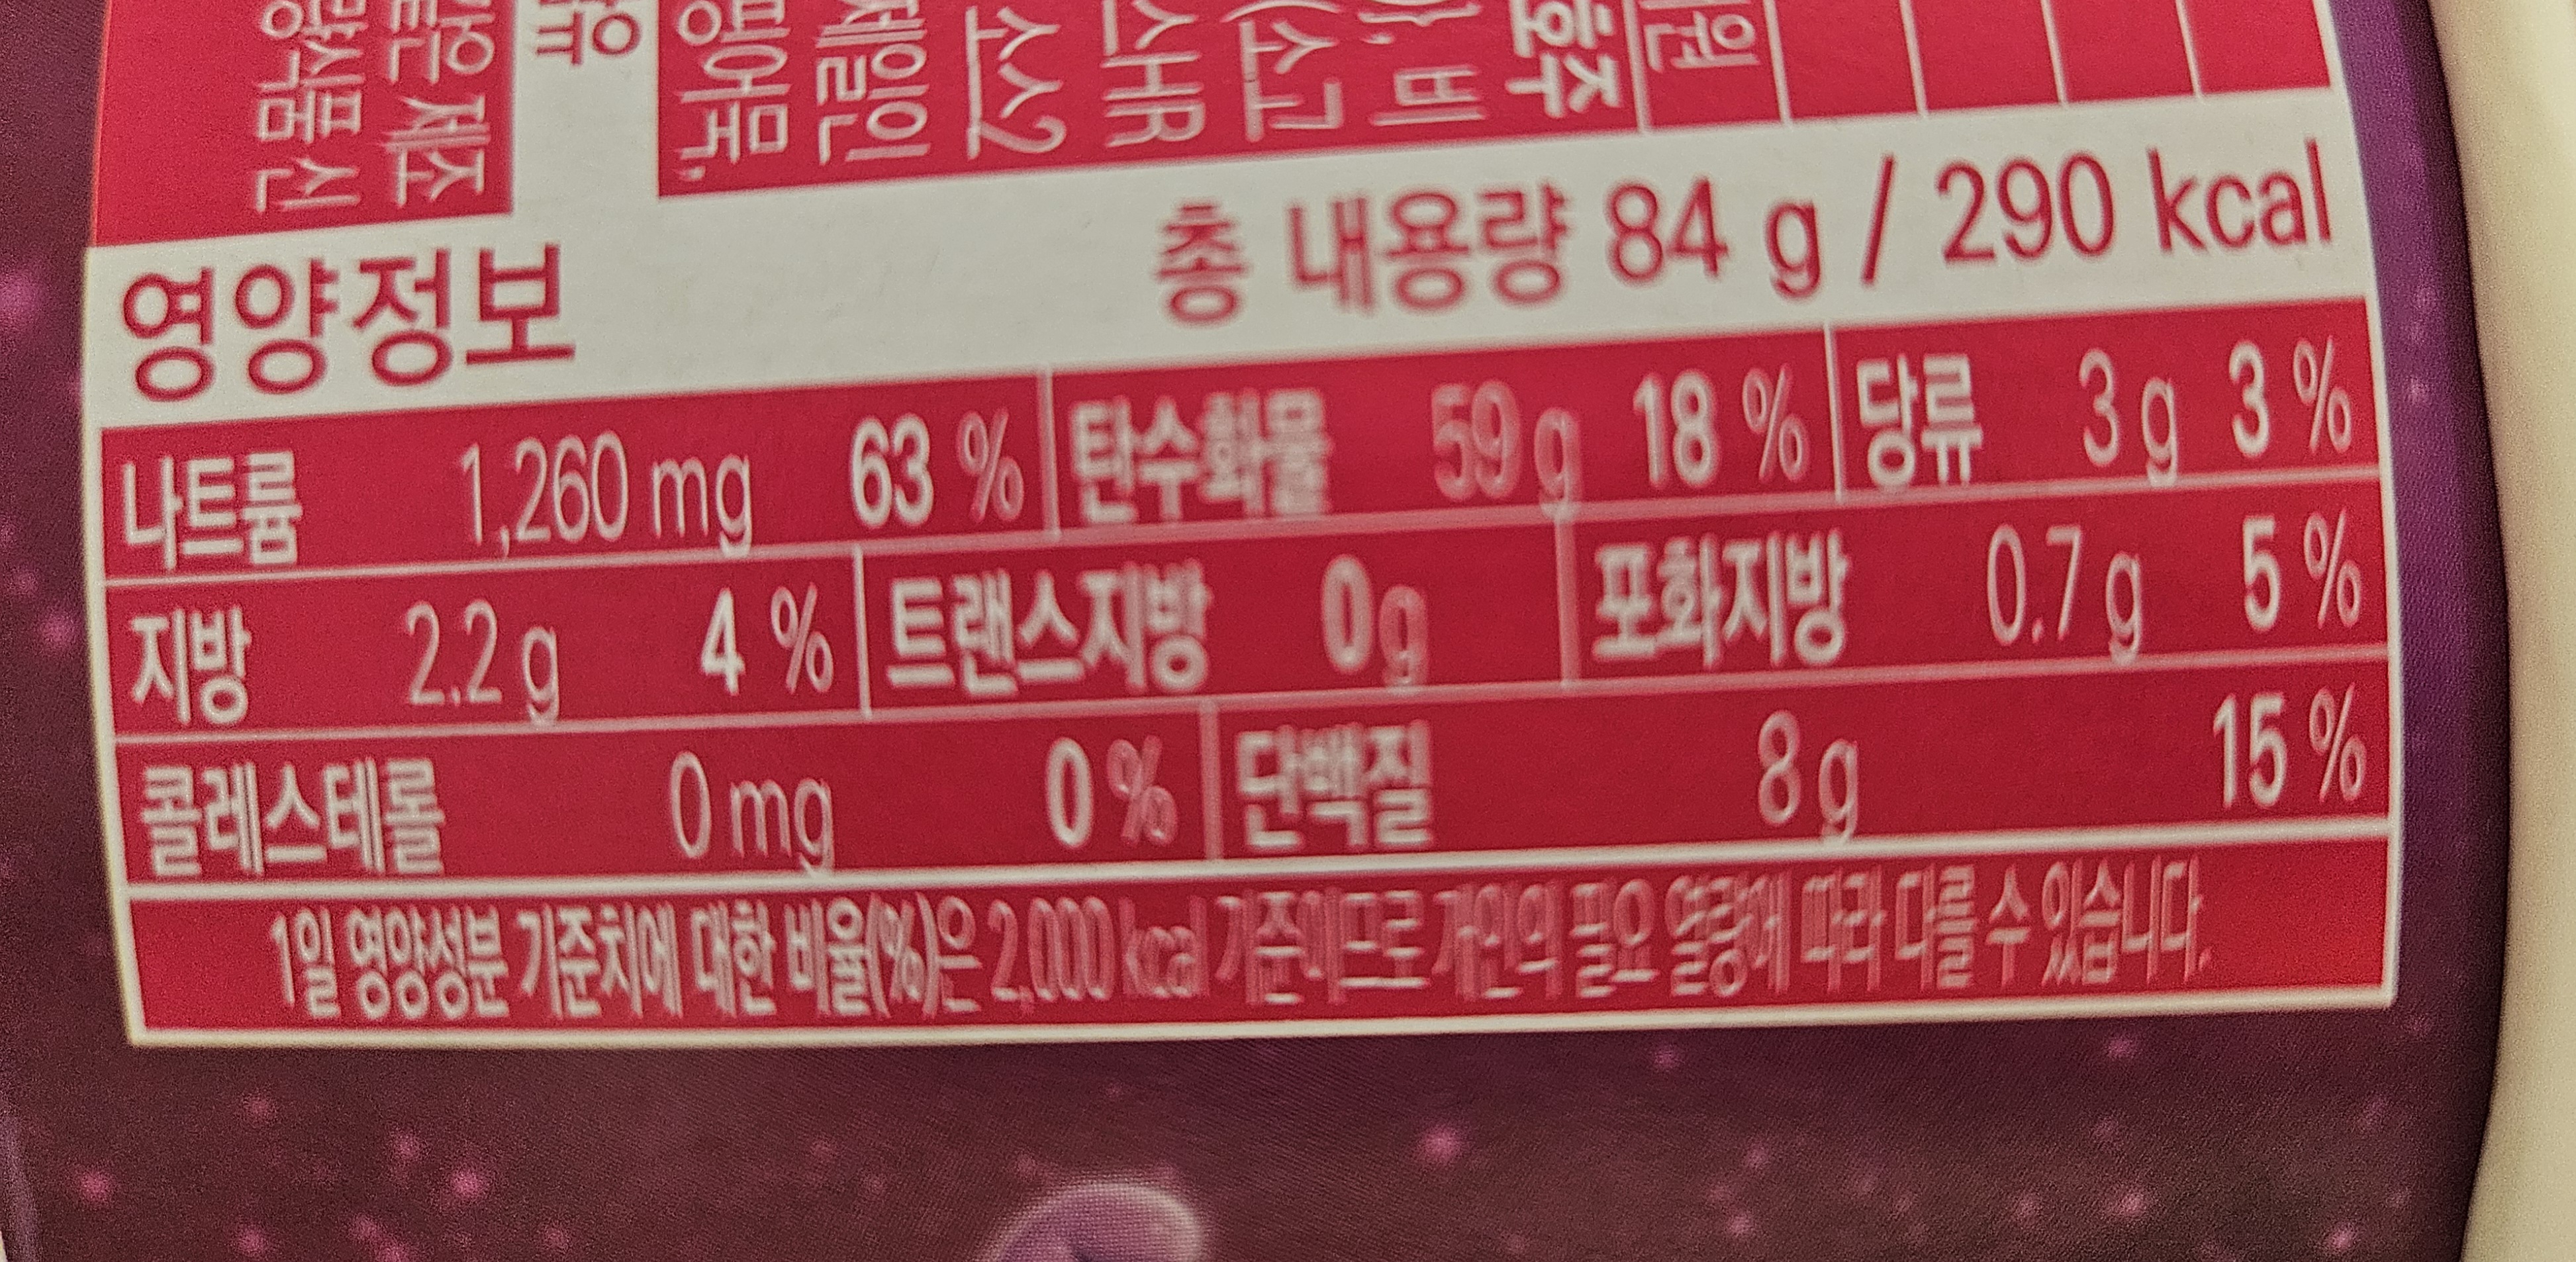 영양정보 총 내용량 84 g / 290 kcal
나트륨 1,260 mg 63 % 탄수화물 59 g 18 % 당류 3 g 3 %
지방 2.2 g 4 % 트랜스지방 0 g 포화지방 0.7 g 5 %
콜레스테롤 0 mg 0 % 단백질 8 g 15 %
1일 영양성분 기준치에 대한 비율(%)은 2,000 kcal 기준이므로 개인의 필요 열량에 따라 다를 수 있습니다.